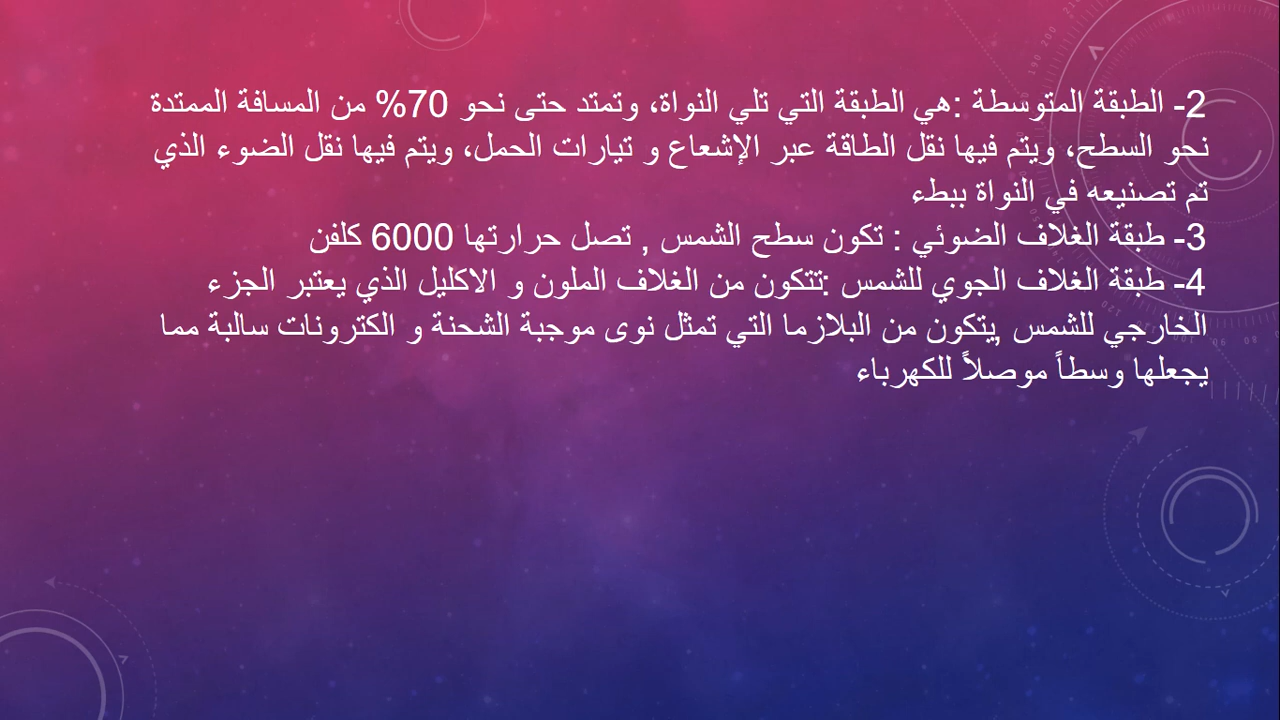 2- الطبقة المتوسطة :هي الطبقة التي تلي النواة، وتمتد حتى نحو 70% من المسافة الممتدة
نحو السطح، ويتم فيها نقل الطاقة عبر الإشعاع و تيارات الحمل، ويتم فيها نقل الضوء الذي
تم تصنيعه في النواة ببطء
3- طبقة الغلاف الضوئي : تكون سطح الشمس , تصل حرارتها 6000 كلفن
4- طبقة الغلاف الجوي للشمس :تتكون من الغلاف الملون و الاكليل الذي يعتبر الجزء
الخارجي للشمس ,يتكون من البلازما التي تمثل نوى موجبة الشحنة و الكترونات سالبة مما
يجعلها وسطاً موصلاً للكهرباء